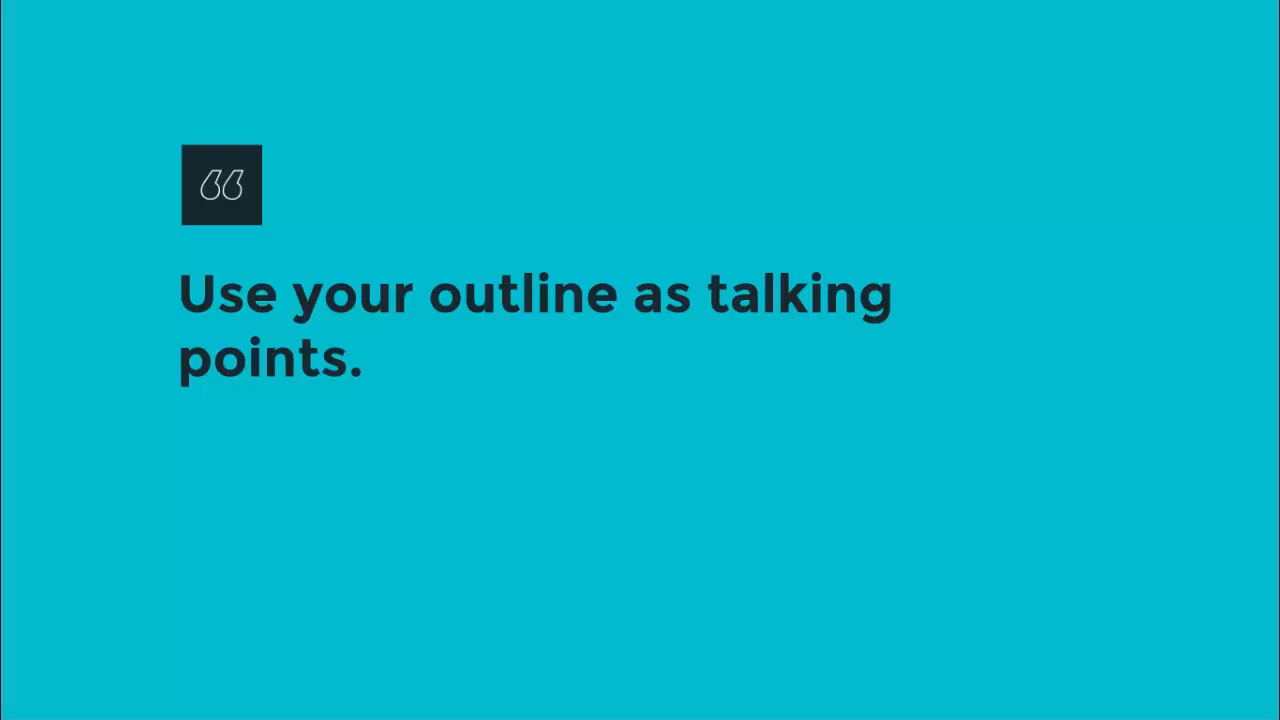 “
Use your outline as talking
points.